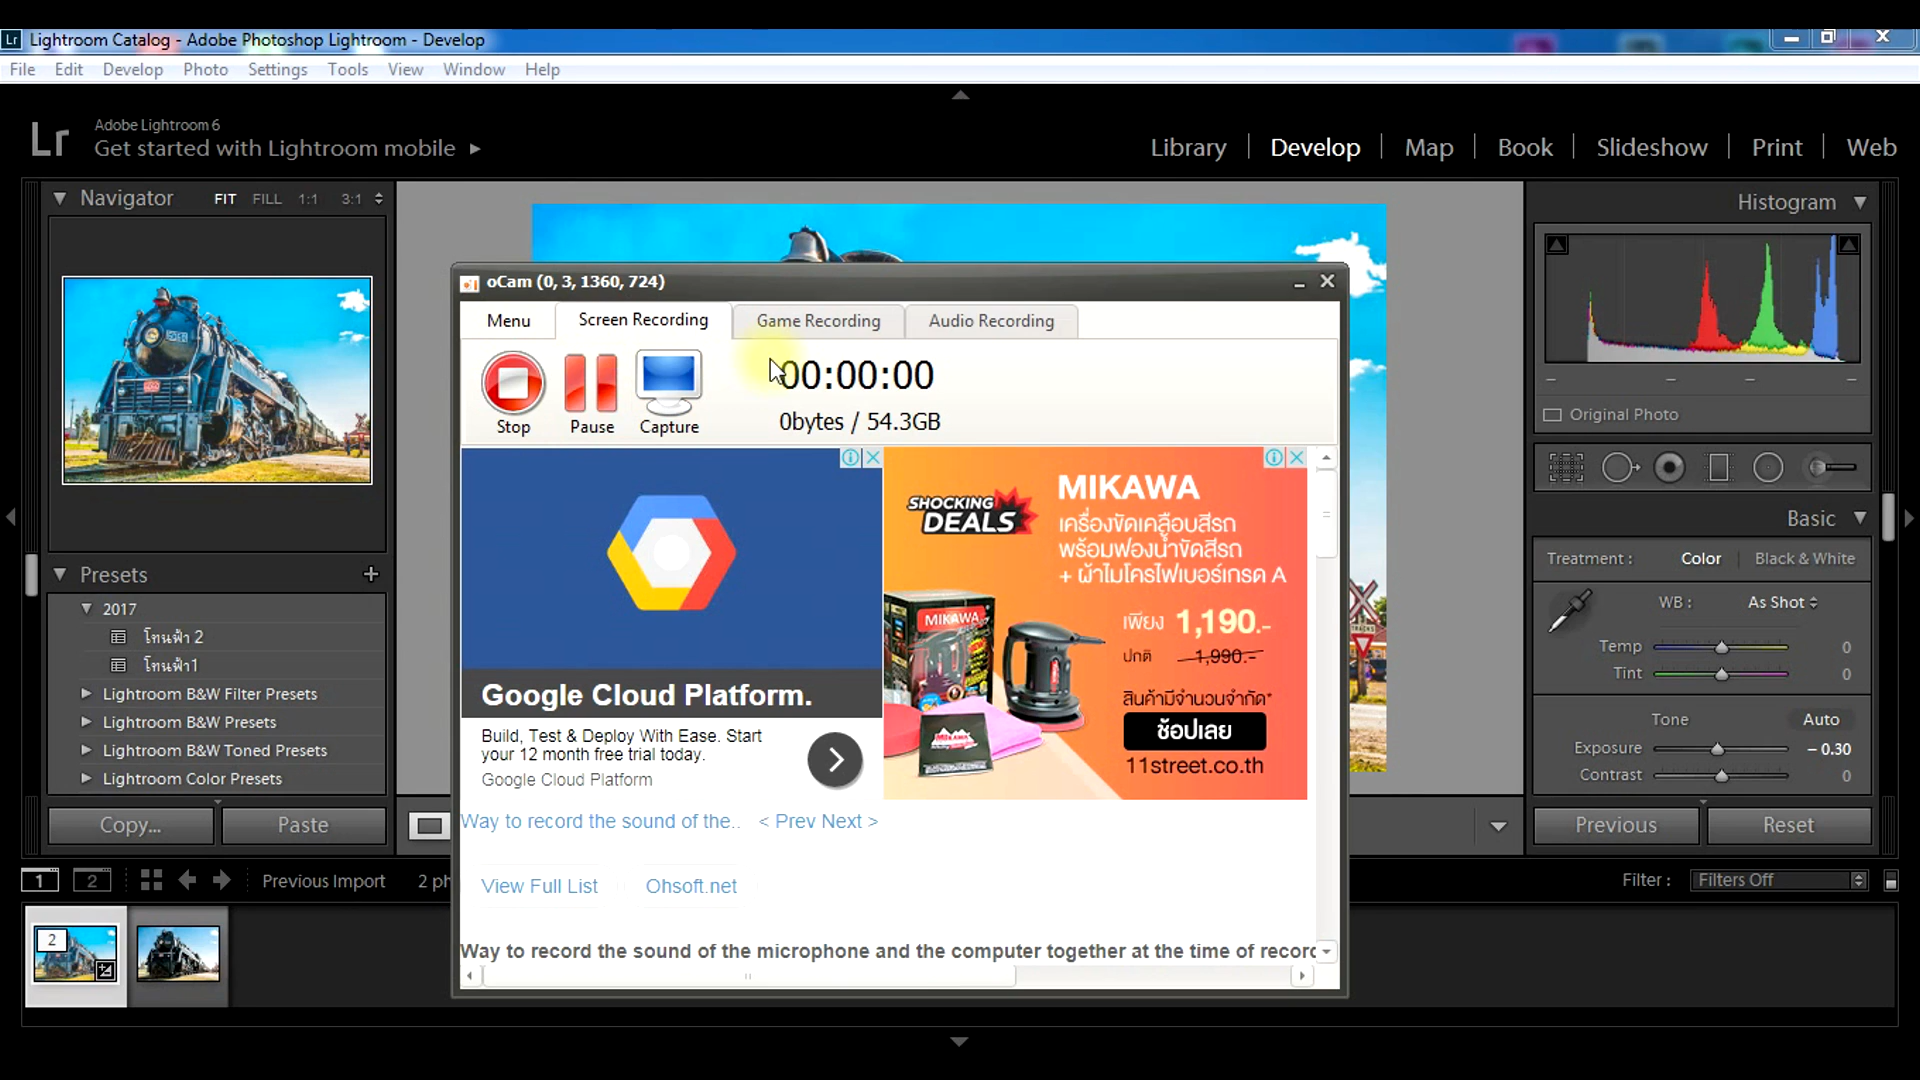 Lr Lightroom Catalog - Adobe Photoshop Lightroom - Develop
File Edit Develop Photo Settings Tools View Window Help
Lr Adobe Lightroom 6
Get started with Lightroom mobile
Library Develop Map Book Slideshow Print Web
Navigator FIT FILL 1:1 3:1
Histogram
Original Photo
Basic
Treatment : Color Black & White
WB : As Shot
Temp 0
Tint 0
Tone Auto
Exposure – 0.30
Contrast 0
Previous Reset
Presets +
2017
โทนฟ้า 2
โทนฟ้า1
Lightroom B&W Filter Presets
Lightroom B&W Presets
Lightroom B&W Toned Presets
Lightroom Color Presets
Copy... Paste
oCam (0, 3, 1360, 724)
Menu Screen Recording Game Recording Audio Recording
Stop Pause Capture
00:00:00
0bytes / 54.3GB
Google Cloud Platform.
Build, Test & Deploy With Ease. Start
your 12 month free trial today.
Google Cloud Platform
SHOCKING
DEALS
MIKAWA
เครื่องขัดเคลือบสีรถ
พร้อมฟองน้ำขัดสีรถ
+ ผ้าไมโครไฟเบอร์เกรด A
เพียง 1,190.-
ปกติ 1,990.-
สินค้ามีจำนวนจำกัด*
ช้อปเลย
11street.co.th
MIKAWA
MIKAWA
Way to record the sound of the.. < Prev Next >
View Full List Ohsoft.net
Way to record the sound of the microphone and the computer together at the time of recorc
1 2 Previous Import 2 ph
Filter : Filters Off
2
TRACKS